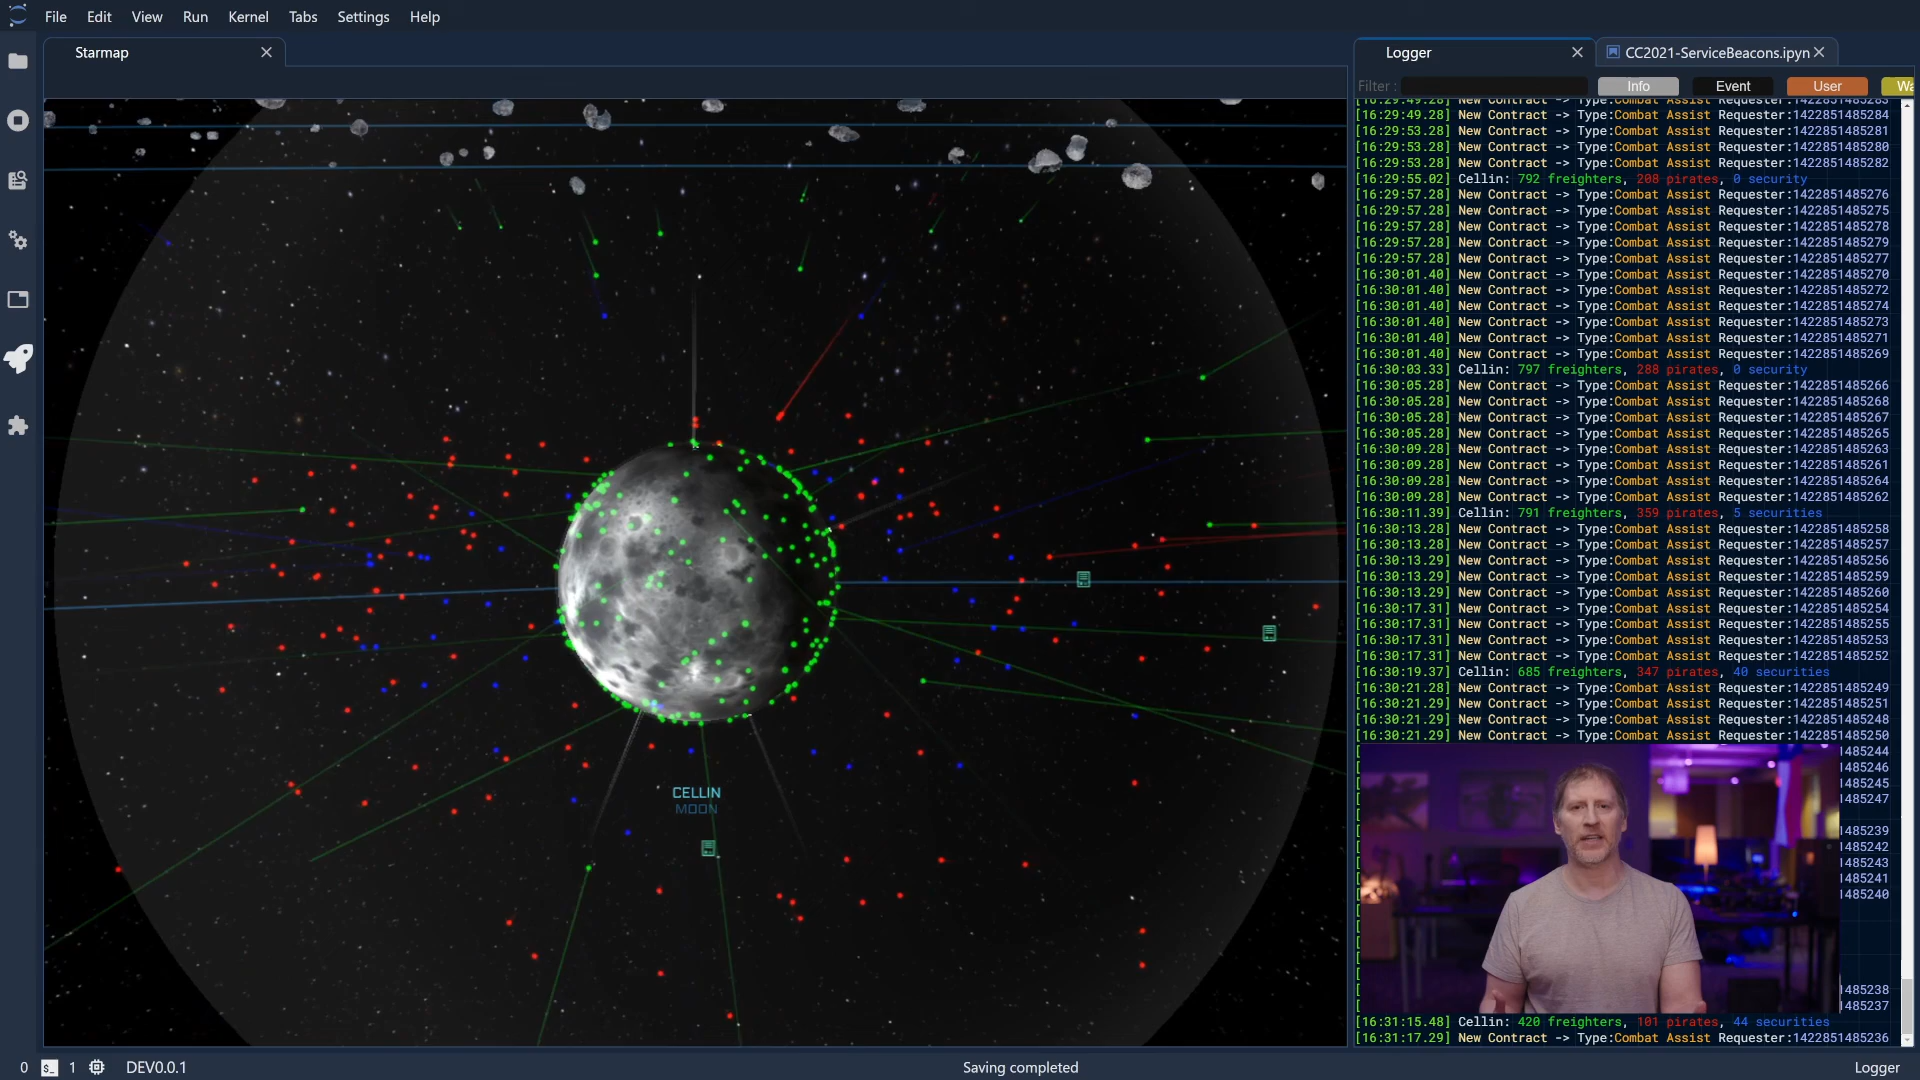 File Edit View Run Kernel Tabs Settings Help
Starmap
Logger
CC2021-ServiceBeacons.ipyn
Filter :
Info
Event
User
Wa
[16:29:49.28] New Contract -> Type:Combat Assist Requester:1422851485283
[16:29:49.28] New Contract -> Type:Combat Assist Requester:1422851485284
[16:29:53.28] New Contract -> Type:Combat Assist Requester:1422851485281
[16:29:53.28] New Contract -> Type:Combat Assist Requester:1422851485280
[16:29:53.28] New Contract -> Type:Combat Assist Requester:1422851485282
[16:29:55.02] Cellin: 792 freighters, 208 pirates, 0 security
[16:29:57.28] New Contract -> Type:Combat Assist Requester:1422851485276
[16:29:57.28] New Contract -> Type:Combat Assist Requester:1422851485275
[16:29:57.28] New Contract -> Type:Combat Assist Requester:1422851485278
[16:29:57.28] New Contract -> Type:Combat Assist Requester:1422851485279
[16:29:57.28] New Contract -> Type:Combat Assist Requester:1422851485277
[16:30:01.40] New Contract -> Type:Combat Assist Requester:1422851485270
[16:30:01.40] New Contract -> Type:Combat Assist Requester:1422851485272
[16:30:01.40] New Contract -> Type:Combat Assist Requester:1422851485274
[16:30:01.40] New Contract -> Type:Combat Assist Requester:1422851485273
[16:30:01.40] New Contract -> Type:Combat Assist Requester:1422851485271
[16:30:01.40] New Contract -> Type:Combat Assist Requester:1422851485269
[16:30:03.33] Cellin: 797 freighters, 288 pirates, 0 security
[16:30:05.28] New Contract -> Type:Combat Assist Requester:1422851485266
[16:30:05.28] New Contract -> Type:Combat Assist Requester:1422851485268
[16:30:05.28] New Contract -> Type:Combat Assist Requester:1422851485267
[16:30:05.28] New Contract -> Type:Combat Assist Requester:1422851485265
[16:30:09.28] New Contract -> Type:Combat Assist Requester:1422851485263
[16:30:09.28] New Contract -> Type:Combat Assist Requester:1422851485261
[16:30:09.28] New Contract -> Type:Combat Assist Requester:1422851485264
[16:30:09.28] New Contract -> Type:Combat Assist Requester:1422851485262
[16:30:11.39] Cellin: 791 freighters, 359 pirates, 5 securities
[16:30:13.28] New Contract -> Type:Combat Assist Requester:1422851485258
[16:30:13.28] New Contract -> Type:Combat Assist Requester:1422851485257
[16:30:13.29] New Contract -> Type:Combat Assist Requester:1422851485256
[16:30:13.29] New Contract -> Type:Combat Assist Requester:1422851485259
[16:30:13.29] New Contract -> Type:Combat Assist Requester:1422851485260
[16:30:17.31] New Contract -> Type:Combat Assist Requester:1422851485254
[16:30:17.31] New Contract -> Type:Combat Assist Requester:1422851485255
[16:30:17.31] New Contract -> Type:Combat Assist Requester:1422851485253
[16:30:17.31] New Contract -> Type:Combat Assist Requester:1422851485252
[16:30:19.37] Cellin: 685 freighters, 347 pirates, 40 securities
[16:30:21.28] New Contract -> Type:Combat Assist Requester:1422851485249
[16:30:21.29] New Contract -> Type:Combat Assist Requester:1422851485251
[16:30:21.29] New Contract -> Type:Combat Assist Requester:1422851485248
[16:30:21.29] New Contract -> Type:Combat Assist Requester:1422851485250
[ 1485244
[ 1485246
[ 1485245
[ 1485247
[
[ 1485239
[ 1485242
[ 1485243
[ 1485241
[ 1485240
[
[
[
[
[
[ 1485238
[ 1485237
[16:31:15.48] Cellin: 420 freighters, 101 pirates, 44 securities
[16:31:17.29] New Contract -> Type:Combat Assist Requester:1422851485236
CELLIN
MOON
0 $_ 1 DEV0.0.1
Saving completed
Logger